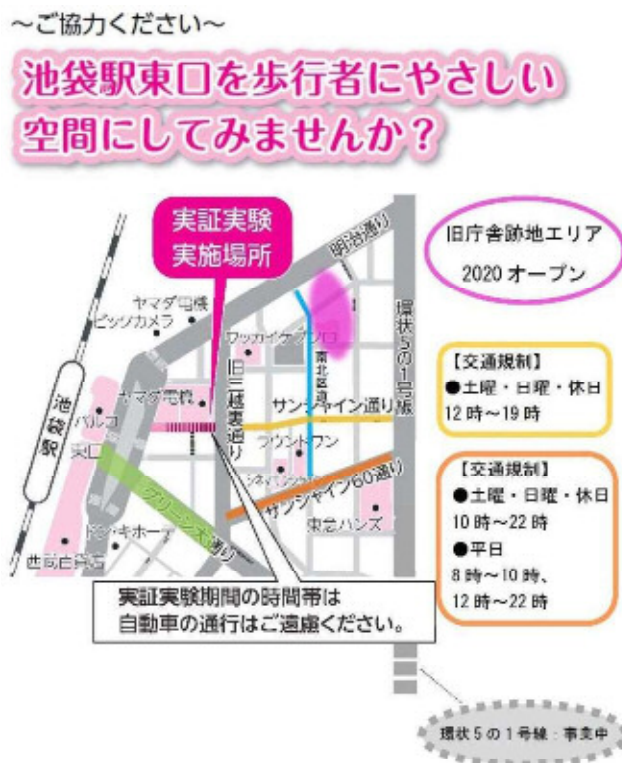 ～ご協力ください～
池袋駅東口を歩行者にやさしい
空間にしてみませんか？
実証実験
実施場所
明治通り
旧庁舎跡地エリア
2020オープン
ヤマダ電機
ビックカメラ
環状5の1号線
南北区道
旧三越裏通り
池袋駅
ヤマダ電機
サンシャイン通り
パルコ
東口
ラウンドワン
【交通規制】
●土曜・日曜・休日
12時～19時
サンシャイン60通り
グリーン大通り
東急ハンズ
ドン・キホーテ
西武百貨店
【交通規制】
●土曜・日曜・休日
10時～22時
●平日
8時～10時、
12時～22時
実証実験期間の時間帯は
自動車の通行はご遠慮ください。
環状5の1号線：事業中